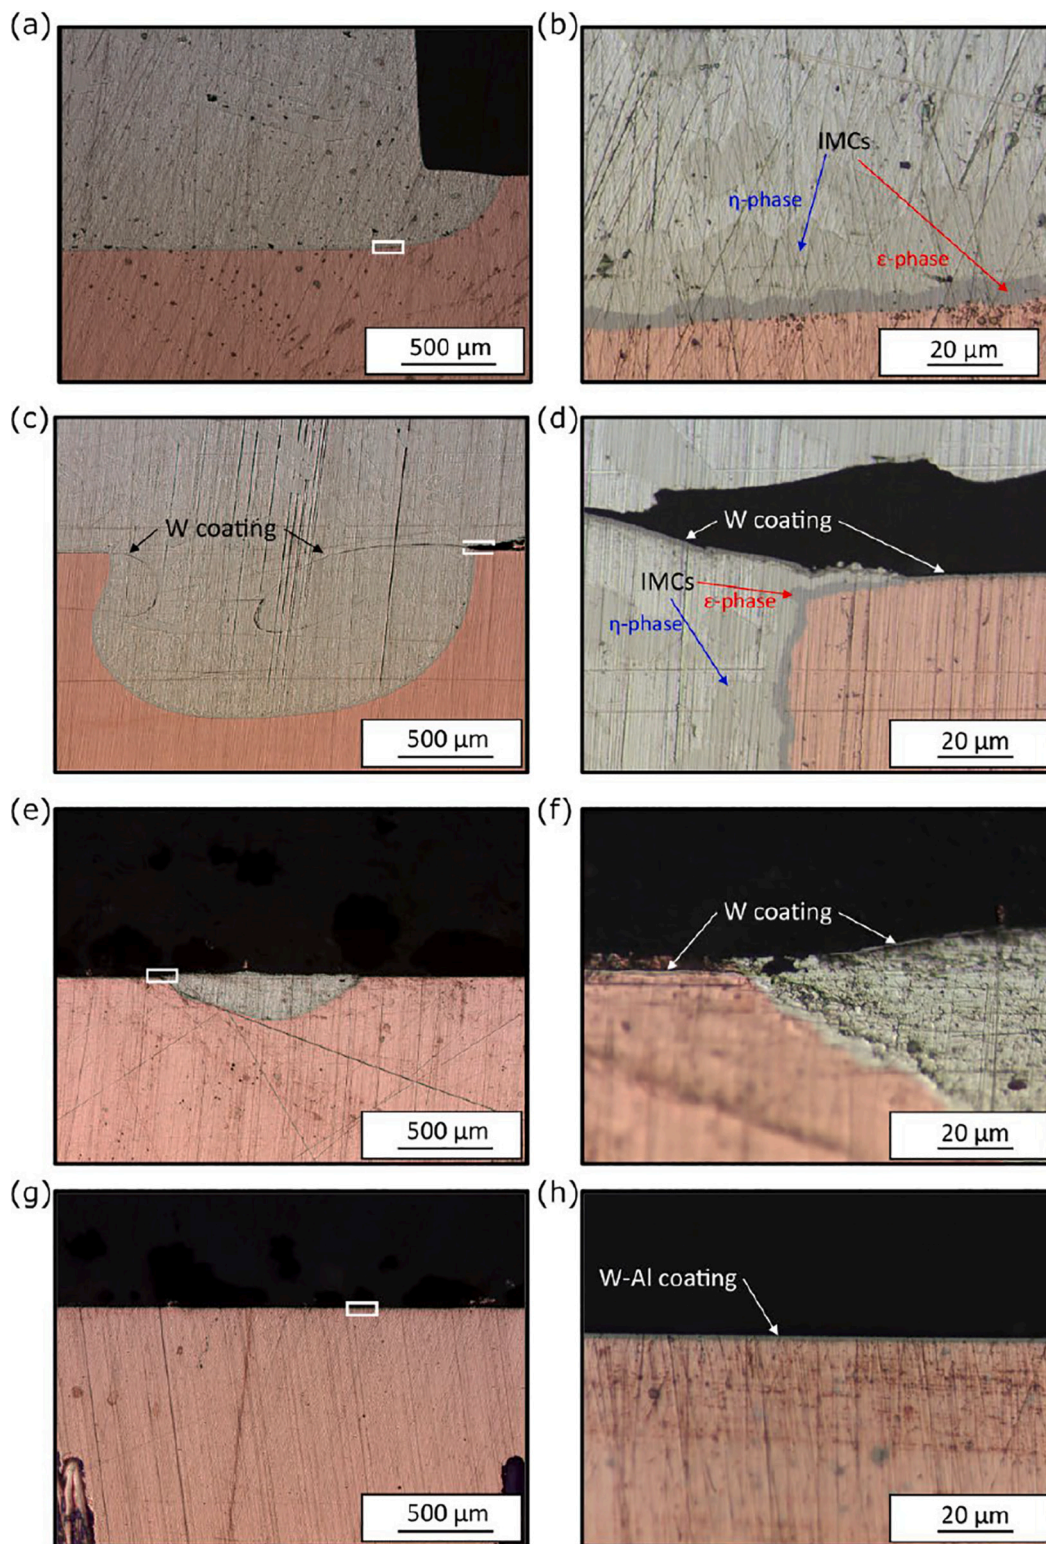 (a)
500 μm
(b)
IMCs
η-phase
ε-phase
20 μm
(c)
W coating
500 μm
(d)
W coating
IMCs
ε-phase
η-phase
20 μm
(e)
500 μm
(f)
W coating
20 μm
(g)
500 μm
(h)
W-Al coating
20 μm